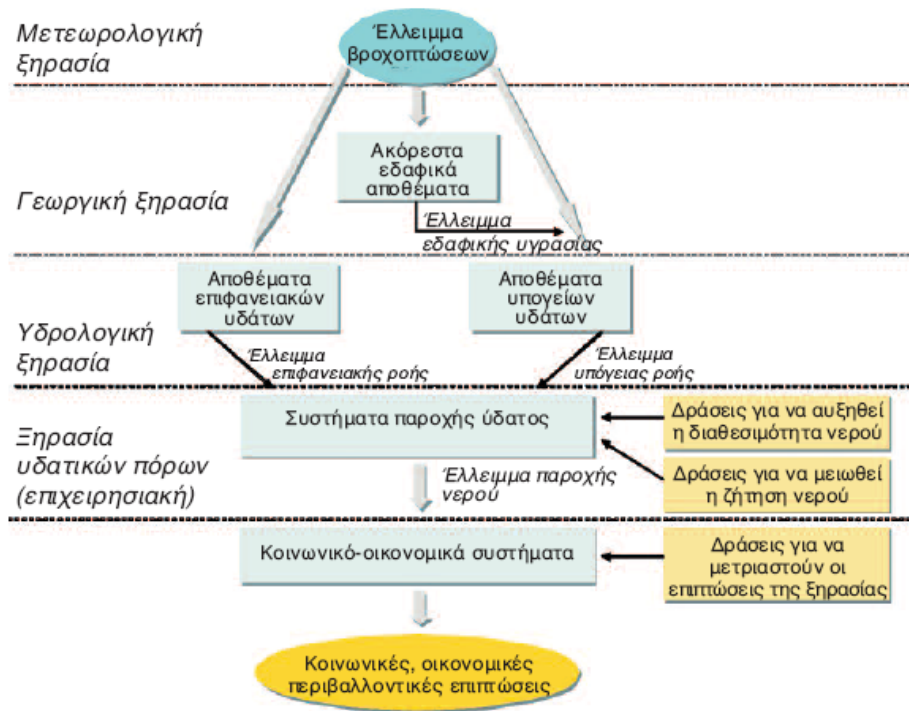 Μετεωρολογική
ξηρασία
Έλλειμμα
βροχοπτώσεων
Ακόρεστα
εδαφικά
αποθέματα
Γεωργική ξηρασία
Έλλειμμα
εδαφικής υγρασίας
Αποθέματα
επιφανειακών
υδάτων
Αποθέματα
υπογείων
υδάτων
Υδρολογική
ξηρασία
Έλλειμμα
επιφανειακής ροής
Έλλειμμα
υπόγειας ροής
Ξηρασία
υδατικών πόρων
(επιχειρησιακή)
Συστήματα παροχής ύδατος
Δράσεις για να αυξηθεί
η διαθεσιμότητα νερού
Έλλειμμα παροχής
νερού
Δράσεις για να μειωθεί
η ζήτηση νερού
Κοινωνικό-οικονομικά συστήματα
Δράσεις για να
μετριαστούν οι
επιπτώσεις της ξηρασίας
Κοινωνικές, οικονομικές
περιβαλλοντικές επιπτώσεις